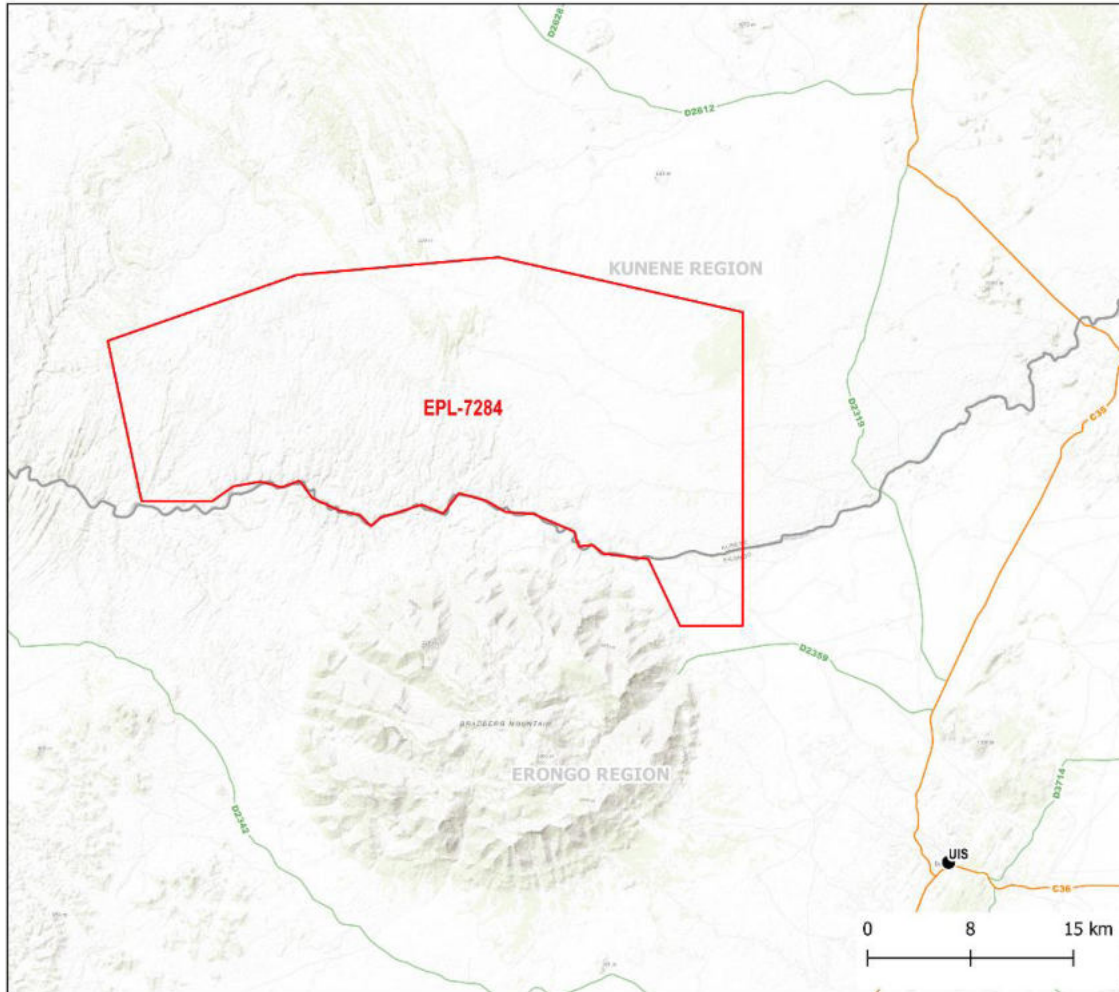 D2628
D2612
KUNENE REGION
EPL-7284
D2319
C35
D2359
BRADBERG MOUNTAIN
ERONGO REGION
D2342
D3714
UIS
C36
0 8 15 km